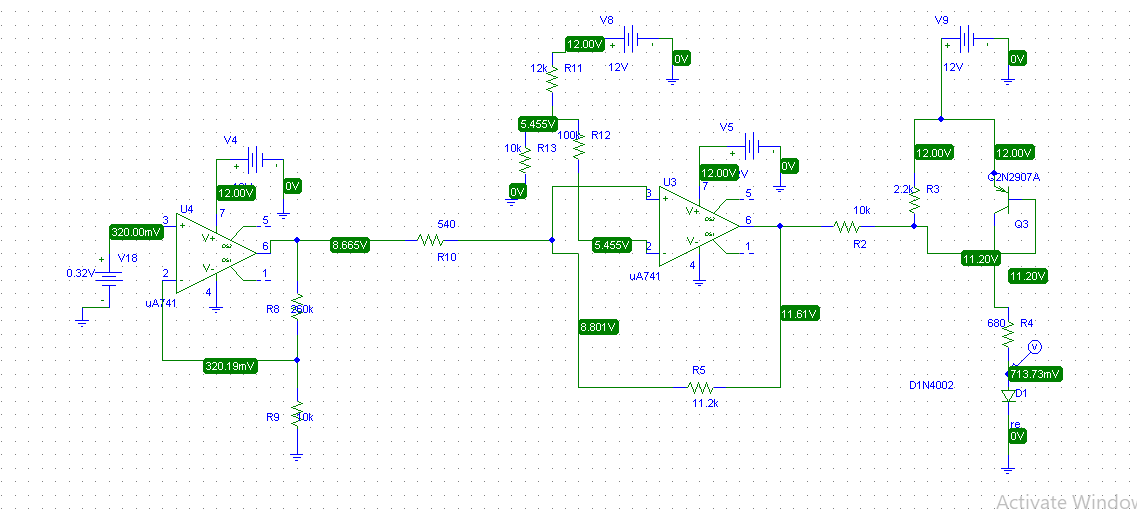 V8
V9
12.00V
+
-
0V
+
-
0V
12k
R11
12V
12V
5.455V
100k
R12
V5
V4
10k
R13
+
-
0V
12.00V
12.00V
+
-
0V
12.00V
7
Q2N2907A
0V
12.00V
U3
2.2k
R3
U4
7
3
+
V+
5
10k
Q3
320.00mV
3
+
V+
5
540
6
R2
V18
6
8.665V
R10
5.455V
2
-
V-
1
11.20V
+
0.32V
2
-
V-
1
uA741
4
11.20V
-
uA741
4
R8
260k
8.801V
11.61V
680
R4
V
320.19mV
R5
713.73mV
11.2k
D1N4002
D1
R9
10k
re
0V
Activate Window